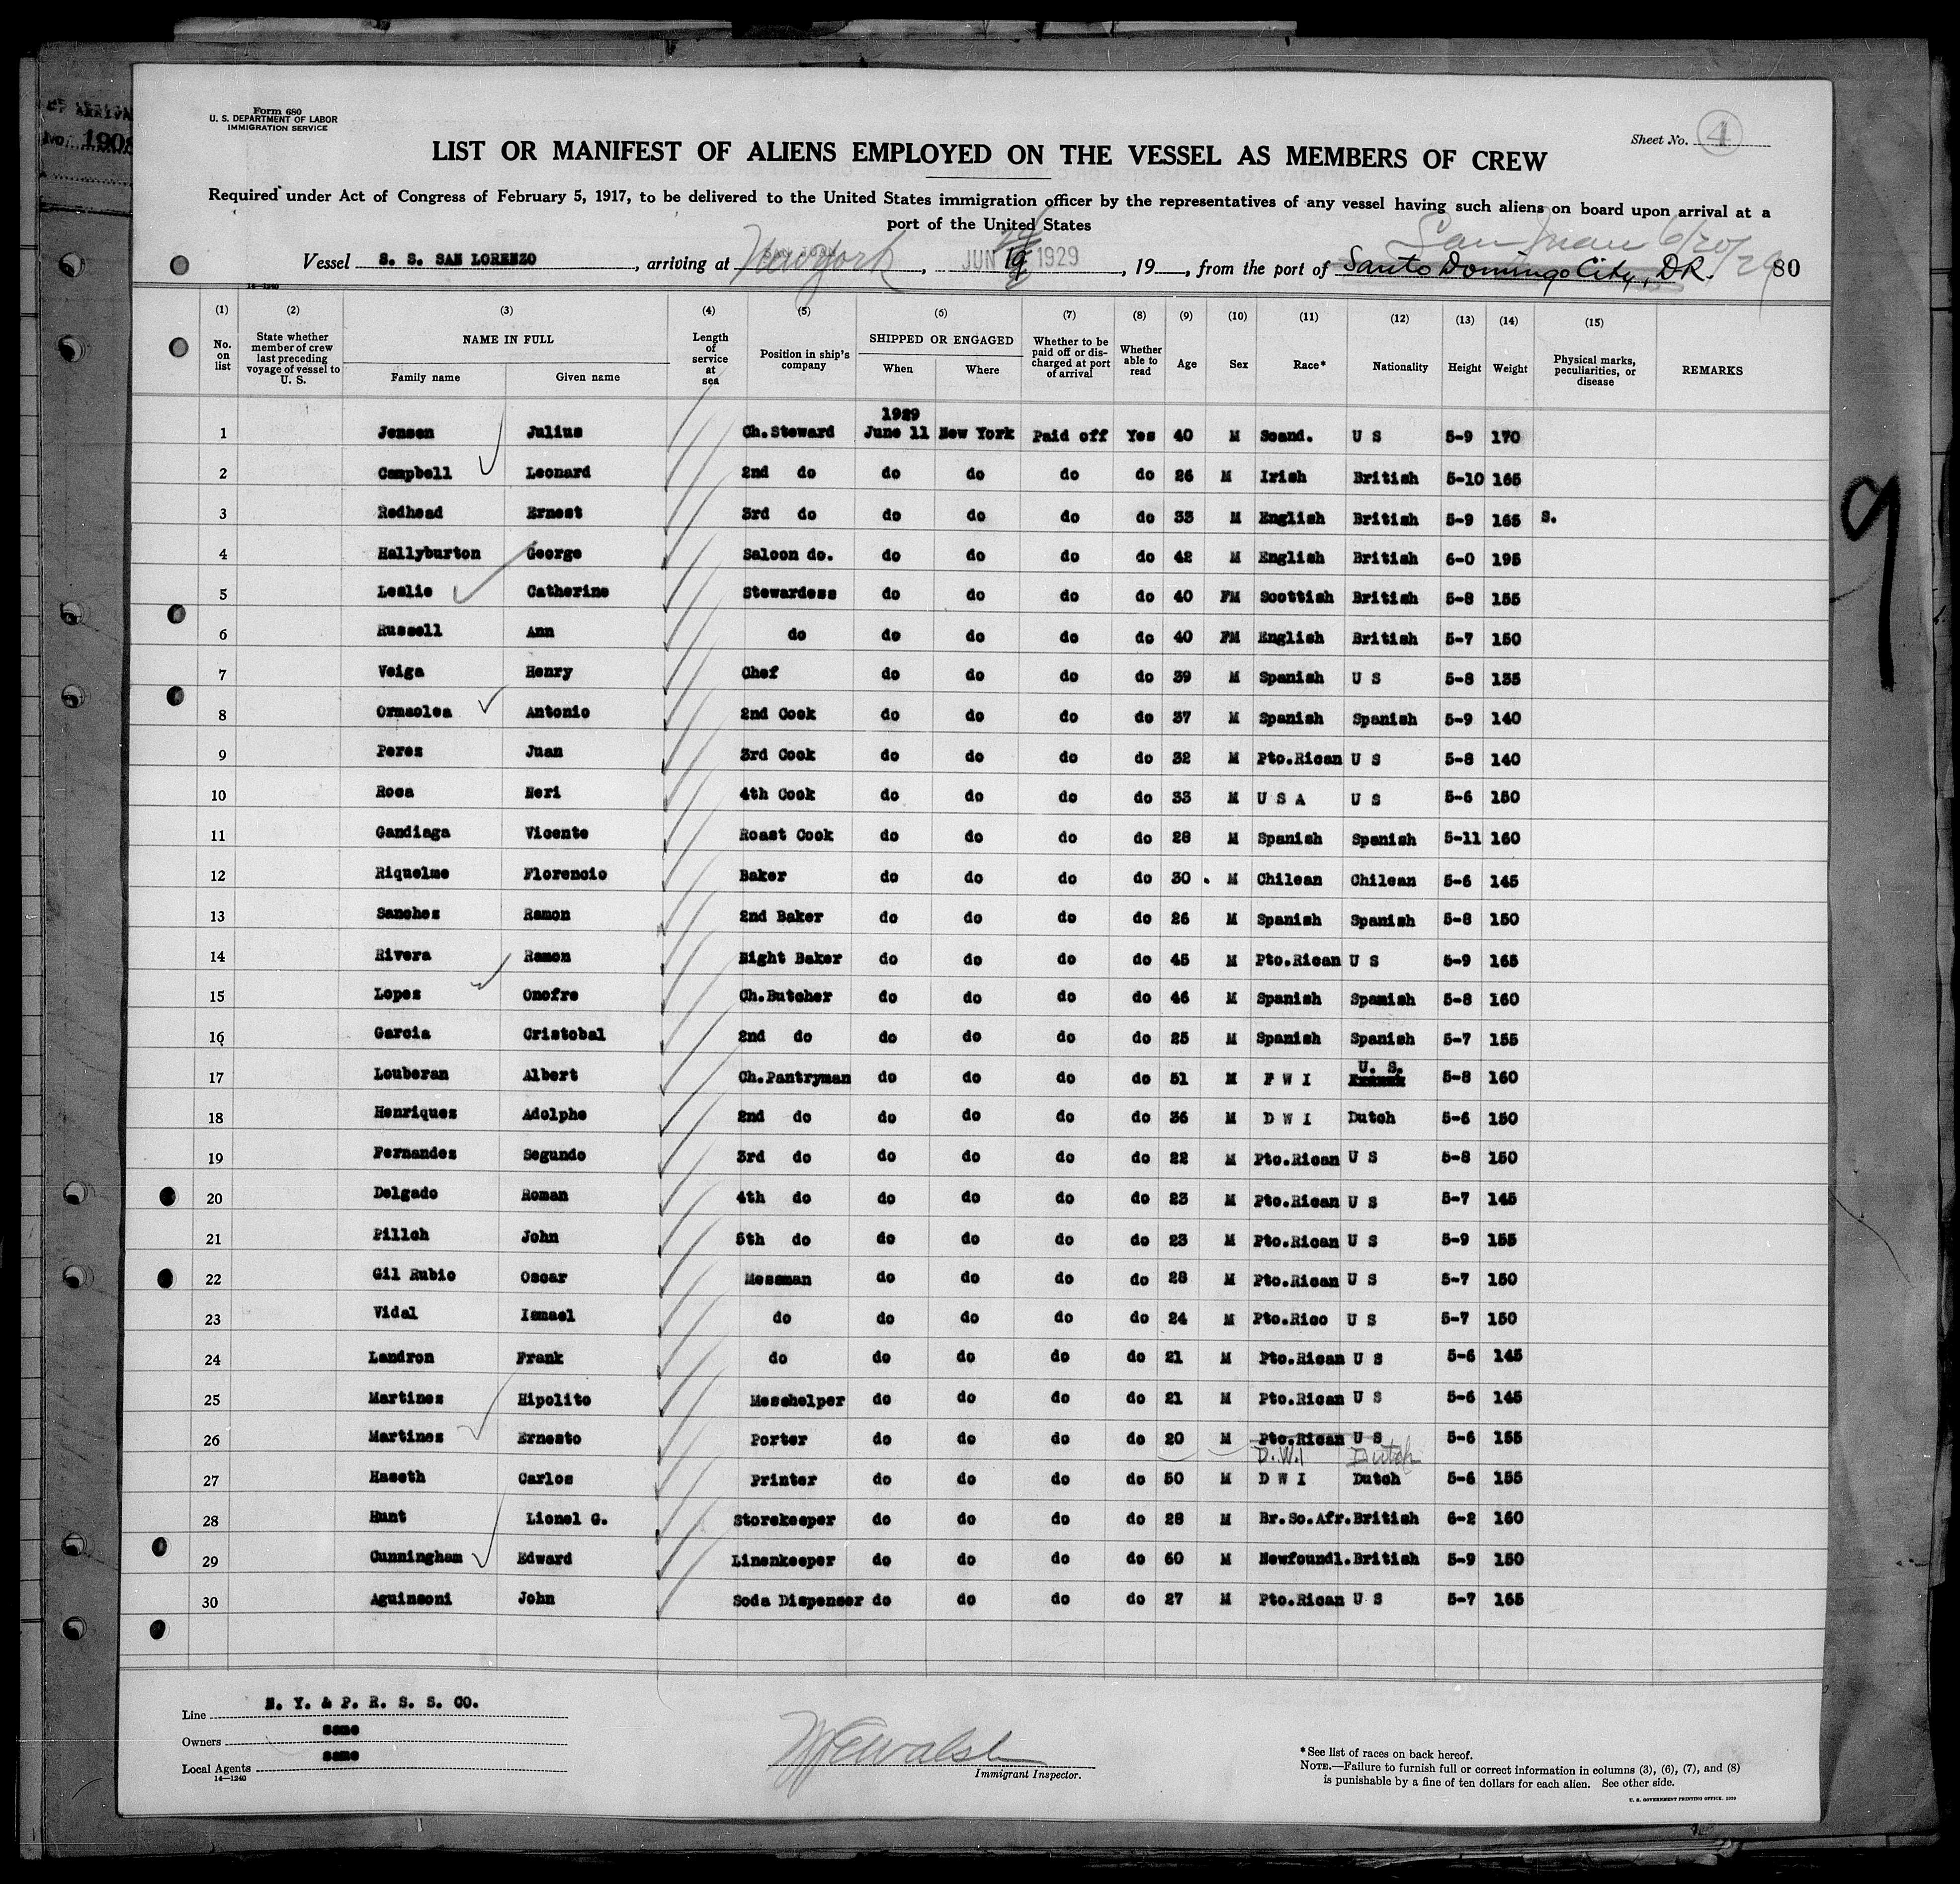 Form 680
U. S. DEPARTMENT OF LABOR
IMMIGRATION SERVICE
Sheet No. 4
LIST OR MANIFEST OF ALIENS EMPLOYED ON THE VESSEL AS MEMBERS OF CREW
Required under Act of Congress of February 5, 1917, to be delivered to the United States immigration officer by the representatives of any vessel having such aliens on board upon arrival at a
port of the United States
San Juan 6/20/29
Vessel S. S. SAN LORENZO, arriving at New York, JUN 19 1929, 19, from the port of Santo Domingo City, D.R. 80
14-1240
(1) (2) (3) (4) (5) (6) (7) (8) (9) (10) (11) (12) (13) (14) (15)
No. on list State whether member of crew last preceding voyage of vessel to U. S. NAME IN FULL Family name Given name Length of service at sea Position in ship's company SHIPPED OR ENGAGED When Where Whether to be paid off or discharged at port of arrival Whether able to read Age Sex Race* Nationality Height Weight Physical marks, peculiarities, or disease REMARKS
1929
1 Jensen Julius Ch.Steward June 11 New York Paid off Yes 40 M Scand. U S 5-9 170
2 Campbell Leonard 2nd do do do do do 26 M Irish British 5-10 165
3 Redhead Ernest 3rd do do do do do 33 M English British 5-9 165 S.
4 Hallyburton George Saloon do. do do do do 42 M English British 6-0 195
5 Leslie Catherine Stewardess do do do do 40 FM Scottish British 5-8 155
6 Russell Ann do do do do do 40 FM English British 5-7 150
7 Veiga Henry Chef do do do do 39 M Spanish U S 5-8 135
8 Ormaolea Antonio 2nd Cook do do do do 37 M Spanish Spanish 5-9 140
9 Perez Juan 3rd Cook do do do do 32 M Pto.Rican U S 5-8 140
10 Rosa Neri 4th Cook do do do do 33 M U S A U S 5-6 150
11 Gandiaga Vicente Roast Cook do do do do 28 M Spanish Spanish 5-11 160
12 Riquelme Florencio Baker do do do do 30 . M Chilean Chilean 5-6 145
13 Sanchez Ramon 2nd Baker do do do do 26 M Spanish Spanish 5-8 150
14 Rivera Ramon Night Baker do do do do 45 M Pto.Rican U S 5-9 165
15 Lopez Onofre Ch.Butcher do do do do 46 M Spanish Spanish 5-8 160
16 Garcia Cristobal 2nd do do do do do 25 M Spanish Spanish 5-7 155
17 Louberan Albert Ch.Pantryman do do do do 51 M F W I U. S. 5-8 160
18 Henriques Adolphe 2nd do do do do do 36 M D W I Dutch 5-6 150
19 Fernandez Segundo 3rd do do do do do 22 M Pto.Rican U S 5-8 150
20 Delgado Roman 4th do do do do do 23 M Pto.Rican U S 5-7 145
21 Pillch John 5th do do do do do 23 M Pto.Rican U S 5-9 155
22 Gil Rubio Oscar Messman do do do do 28 M Pto.Rican U S 5-7 150
23 Vidal Ismael do do do do do 24 M Pto.Rico U S 5-7 150
24 Landron Frank do do do do do 21 M Pto.Rican U S 5-6 145
25 Martinez Hipolito Messhelper do do do do 21 M Pto.Rican U S 5-6 145
26 Martinez Ernesto Porter do do do do 20 M Pto.Rican U S 5-6 155
D.W.I Dutch
27 Haseth Carlos Printer do do do do 50 M D W I Dutch 5-6 155
28 Hunt Lionel G. Storekeeper do do do do 28 M Br.So.Afr. British 6-2 160
29 Cunningham Edward Linenkeeper do do do do 60 M Newfoundl. British 5-9 150
30 Aguinsoni John Soda Dispenser do do do do 27 M Pto.Rican U S 5-7 165
9
Line N. Y. & P. R. S. S. CO.
Owners same
Local Agents same
14-1240
Immigrant Inspector.
*See list of races on back hereof.
NOTE.—Failure to furnish full or correct information in columns (3), (6), (7), and (8)
is punishable by a fine of ten dollars for each alien. See other side.
U. S. GOVERNMENT PRINTING OFFICE: 1929